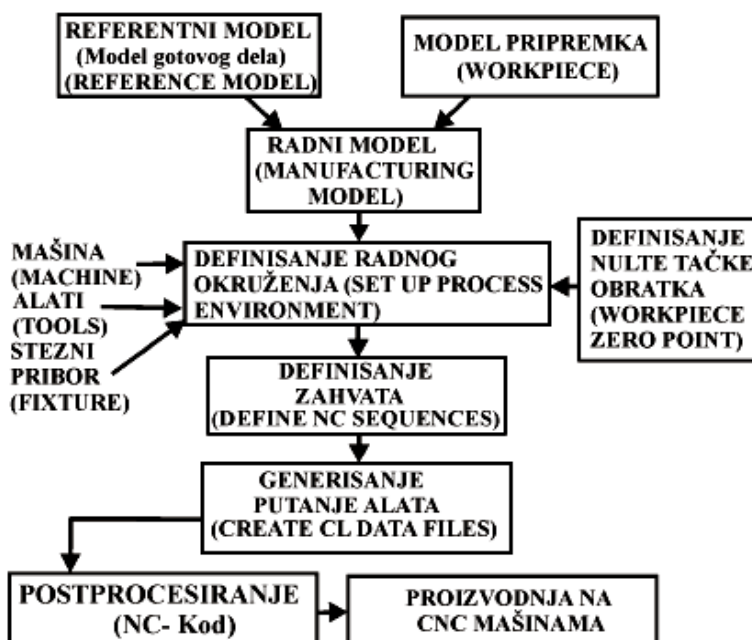 REFERENTNI MODEL
(Model gotovog dela)
(REFERENCE MODEL)
MODEL PRIPREMKA
(WORKPIECE)
RADNI MODEL
(MANUFACTURING
MODEL)
MAŠINA
(MACHINE)
ALATI
(TOOLS)
STEZNI
PRIBOR
(FIXTURE)
DEFINISANJE RADNOG
OKRUŽENJA (SET UP PROCESS
ENVIRONMENT)
DEFINISANJE
NULTE TAČKE
OBRATKA
(WORKPIECE
ZERO POINT)
DEFINISANJE
ZAHVATA
(DEFINE NC SEQUENCES)
GENERISANJE
PUTANJE ALATA
(CREATE CL DATA FILES)
POSTPROCESIRANJE
(NC- Kod)
PROIZVODNJA NA
CNC MAŠINAMA